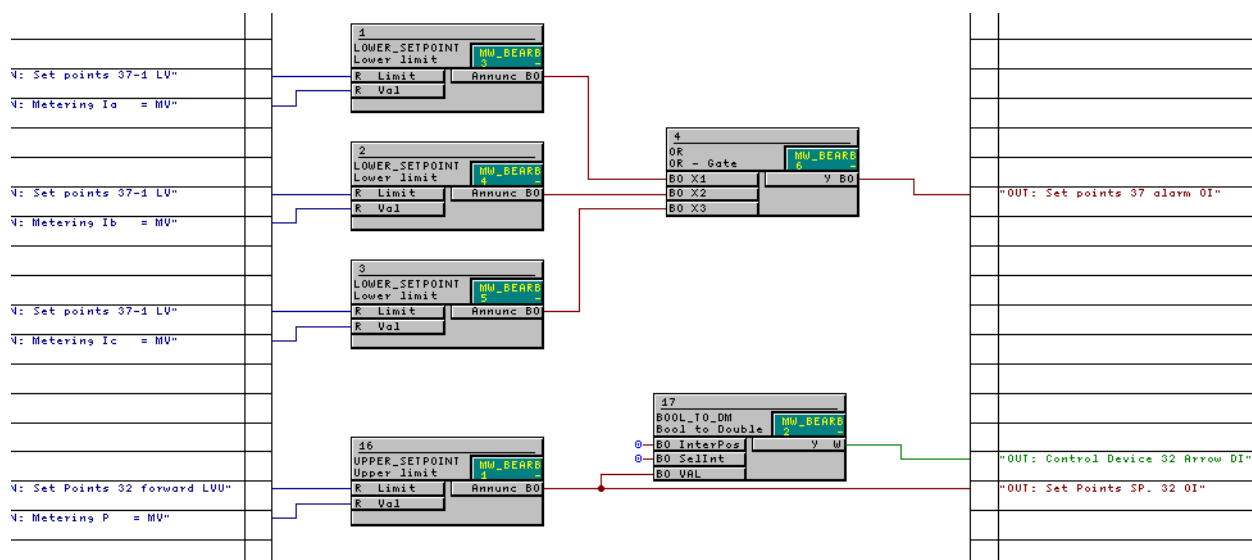 1
LOWER_SETPOINT
Lower limit
MW_BEARB
3 -
N: Set points 37-1 LV"
R Limit
Annunc BO
R Val
N: Metering Ia = MV"
2
LOWER_SETPOINT
Lower limit
MW_BEARB
4 -
N: Set points 37-1 LV"
R Limit
Annunc BO
R Val
N: Metering Ib = MV"
4
OR
OR - Gate
MW_BEARB
6 -
BO X1
Y BO
BO X2
BO X3
"OUT: Set points 37 alarm OI"
3
LOWER_SETPOINT
Lower limit
MW_BEARB
5 -
N: Set points 37-1 LV"
R Limit
Annunc BO
R Val
N: Metering Ic = MV"
17
BOOL_TO_DM
Bool to Double
MW_BEARB
2 -
0
BO InterPos
Y W
0
BO SelInt
BO VAL
"OUT: Control Device 32 Arrow DI"
16
UPPER_SETPOINT
Upper limit
MW_BEARB
1 -
N: Set Points 32 forward LVU"
R Limit
Annunc BO
"OUT: Set Points SP. 32 OI"
R Val
N: Metering P = MV"